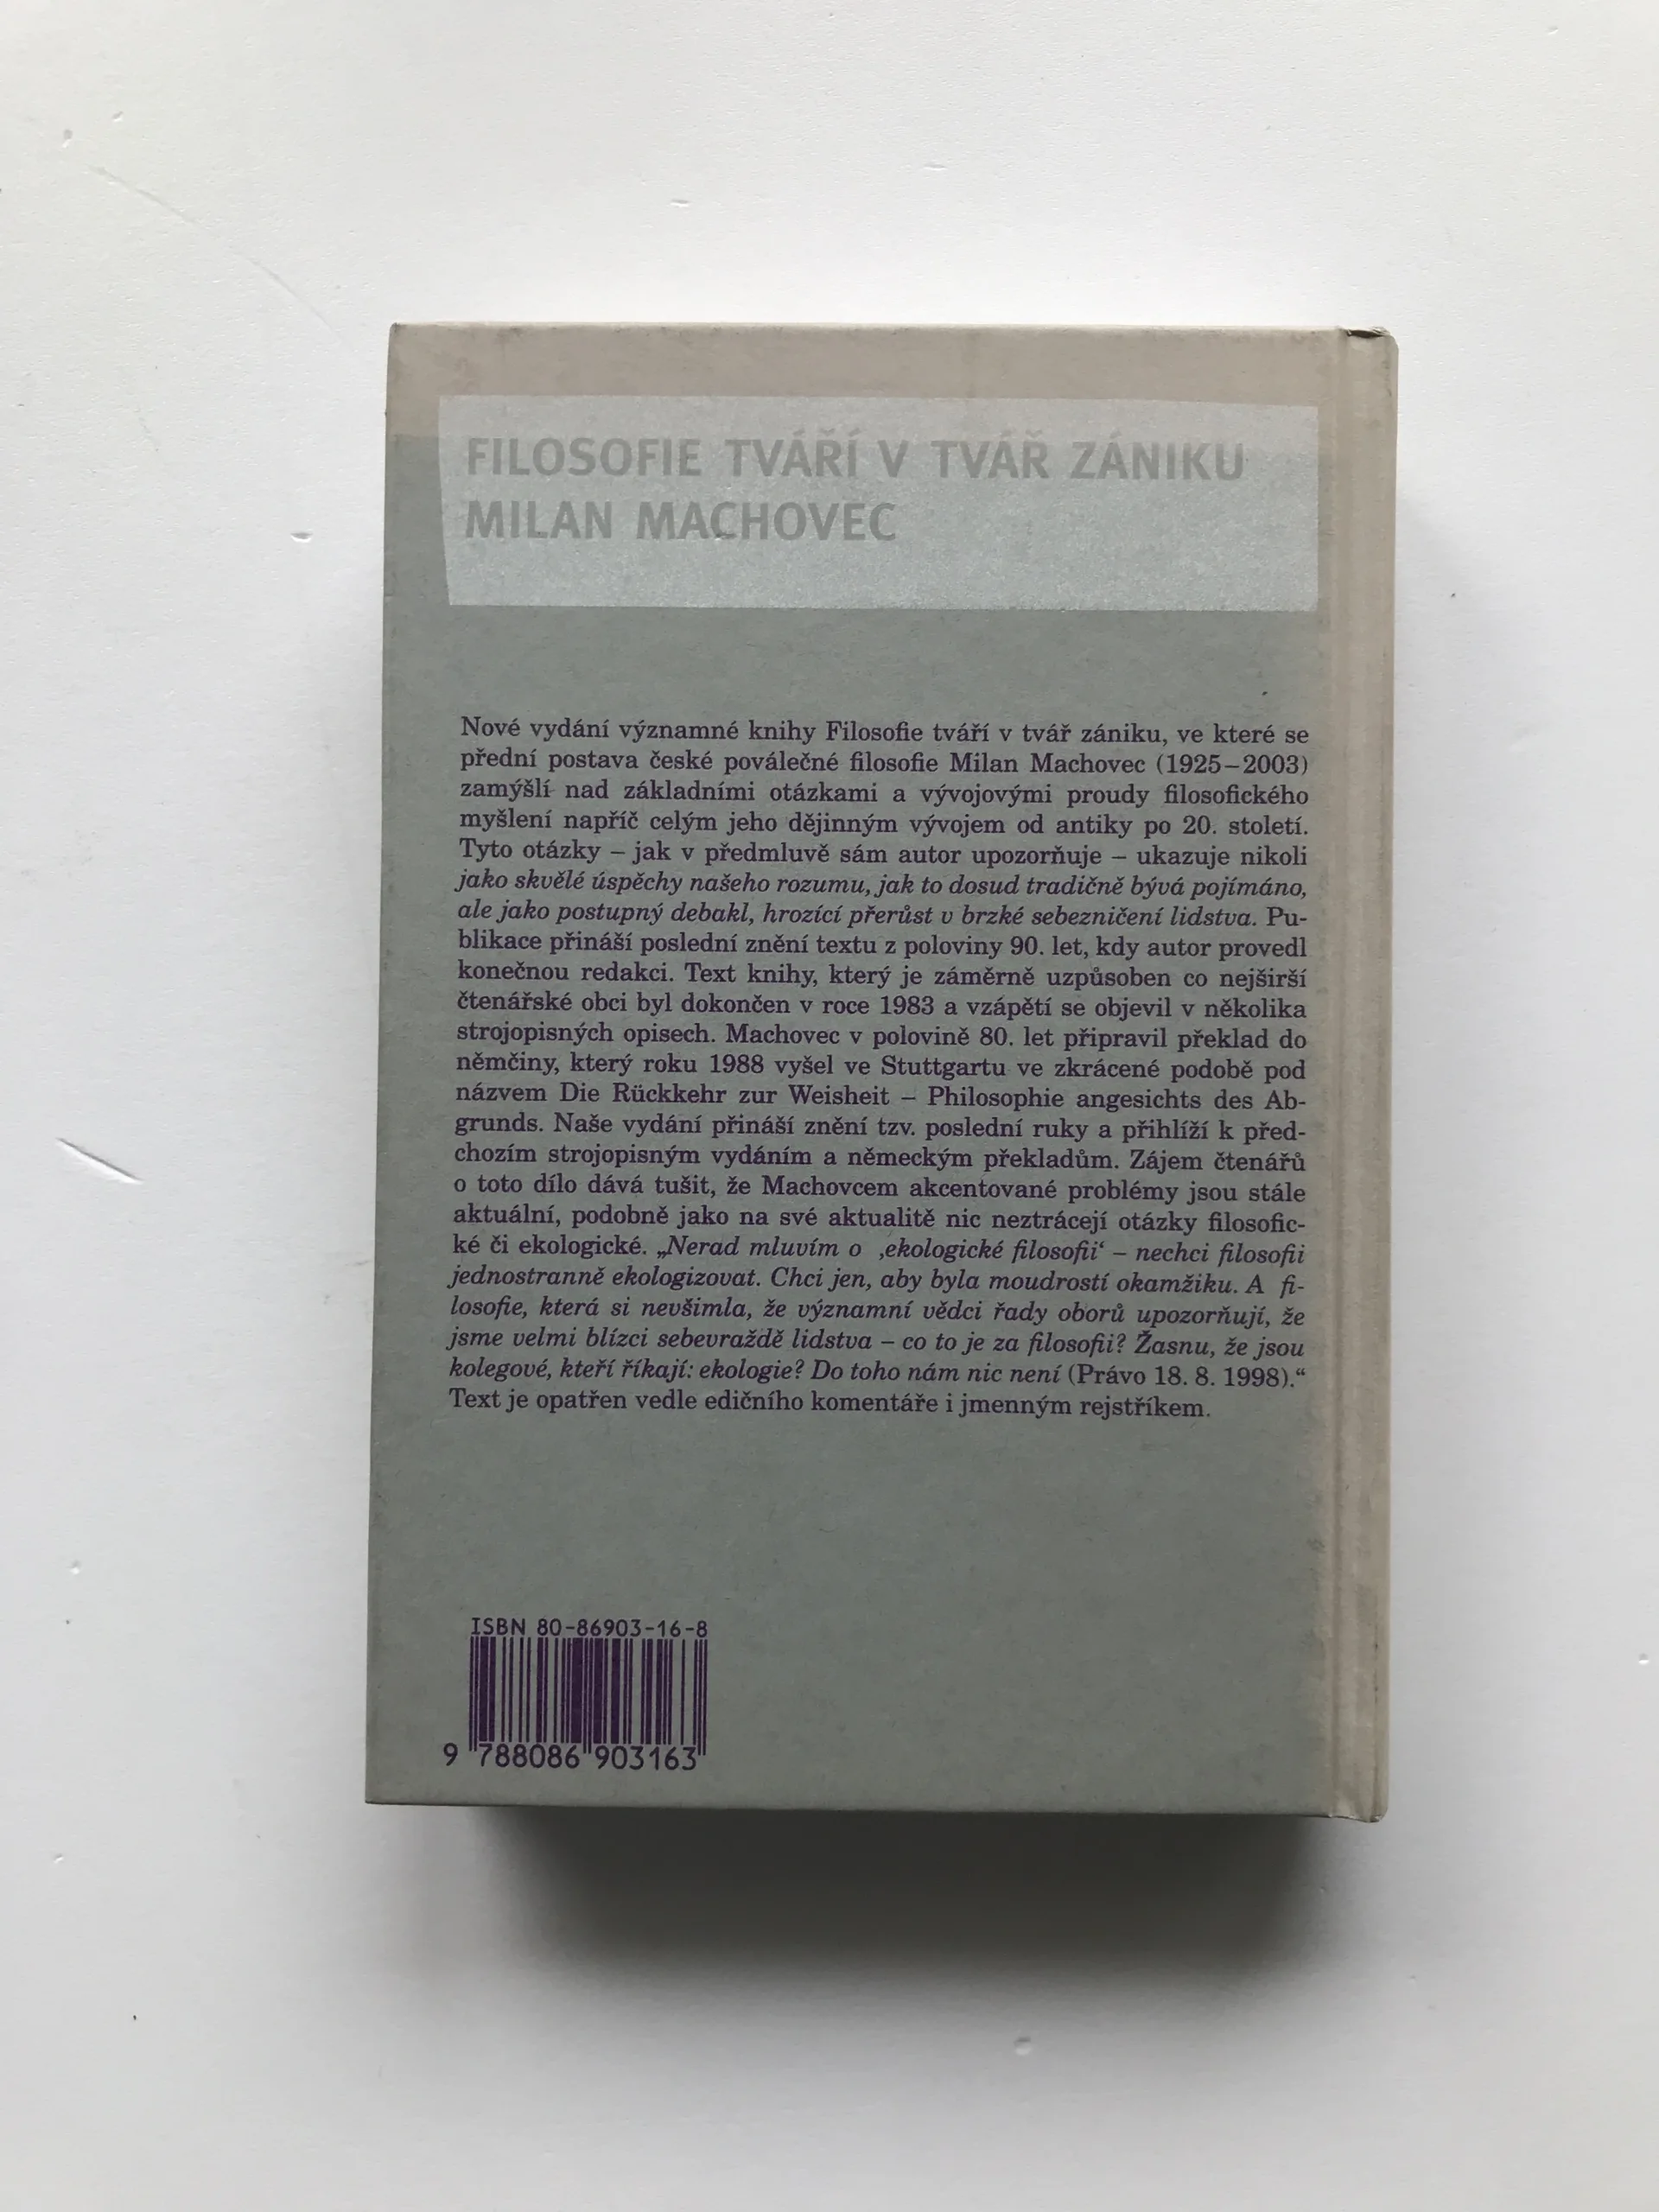 FILOSOFIE TVÁŘÍ V TVÁŘ ZÁNIKU
MILAN MACHOVEC
Nové vydání významné knihy Filosofie tváří v tvář zániku, ve které se
přední postava české poválečné filosofie Milan Machovec (1925–2003)
zamýšlí nad základními otázkami a vývojovými proudy filosofického
myšlení napříč celým jeho dějinným vývojem od antiky po 20. století.
Tyto otázky – jak v předmluvě sám autor upozorňuje – ukazuje nikoli
jako skvělé úspěchy našeho rozumu, jak to dosud tradičně bývá pojímáno,
ale jako postupný debakl, hrozící přerůst v brzké sebezničení lidstva. Pu-
blikace přináší poslední znění textu z poloviny 90. let, kdy autor provedl
konečnou redakci. Text knihy, který je záměrně uzpůsoben co nejširší
čtenářské obci byl dokončen v roce 1983 a vzápětí se objevil v několika
strojopisných opisech. Machovec v polovině 80. let připravil překlad do
němčiny, který roku 1988 vyšel ve Stuttgartu ve zkrácené podobě pod
názvem Die Rückkehr zur Weisheit – Philosophie angesichts des Ab-
grunds. Naše vydání přináší znění tzv. poslední ruky a přihlíží k před-
chozím strojopisným vydáním a německým překladům. Zájem čtenářů
o toto dílo dává tušit, že Machovcem akcentované problémy jsou stále
aktuální, podobně jako na své aktualitě nic neztrácejí otázky filosofic-
ké či ekologické. „Nerad mluvím o ‚ekologické filosofii‘ – nechci filosofii
jednostranně ekologizovat. Chci jen, aby byla moudrostí okamžiku. A fi-
losofie, která si nevšimla, že významní vědci řady oborů upozorňují, že
jsme velmi blízci sebevraždě lidstva – co to je za filosofii? Žasnu, že jsou
kolegové, kteří říkají: ekologie? Do toho nám nic není (Právo 18. 8. 1998).“
Text je opatřen vedle edičního komentáře i jmenným rejstříkem.
ISBN 80-86903-16-8
9 788086 903163